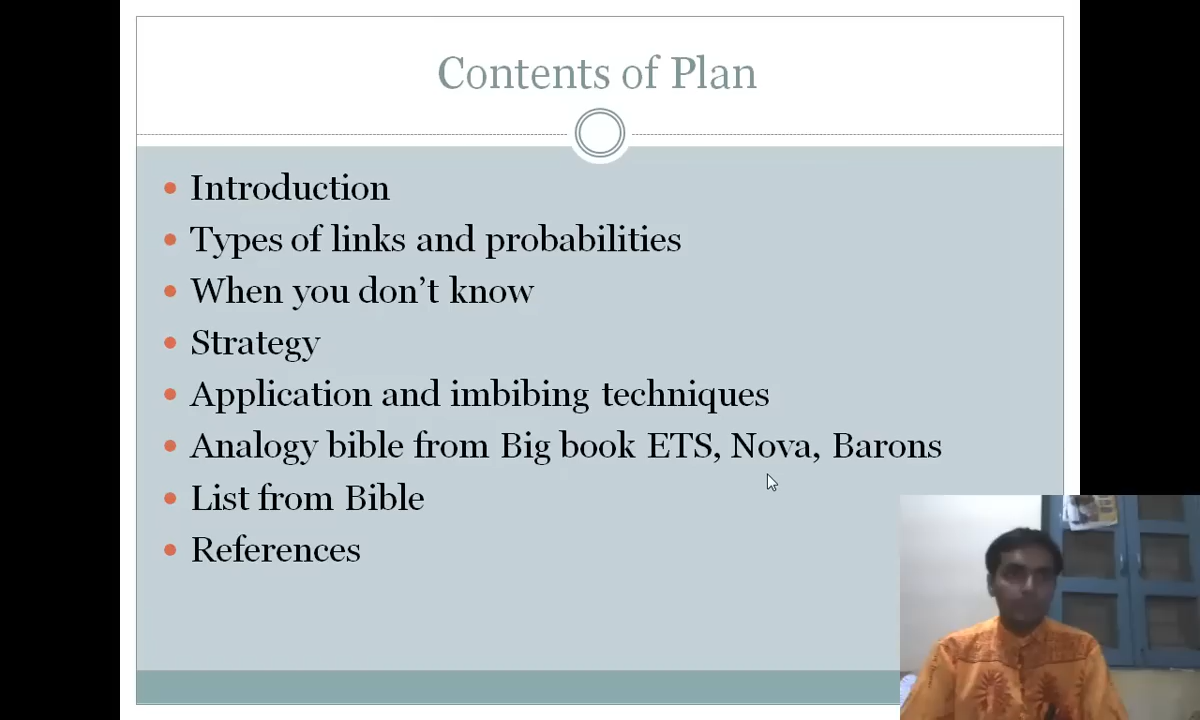 Contents of Plan
Introduction
Types of links and probabilities
When you don't know
Strategy
Application and imbibing techniques
Analogy bible from Big book ETS, Nova, Barons
List from Bible
References